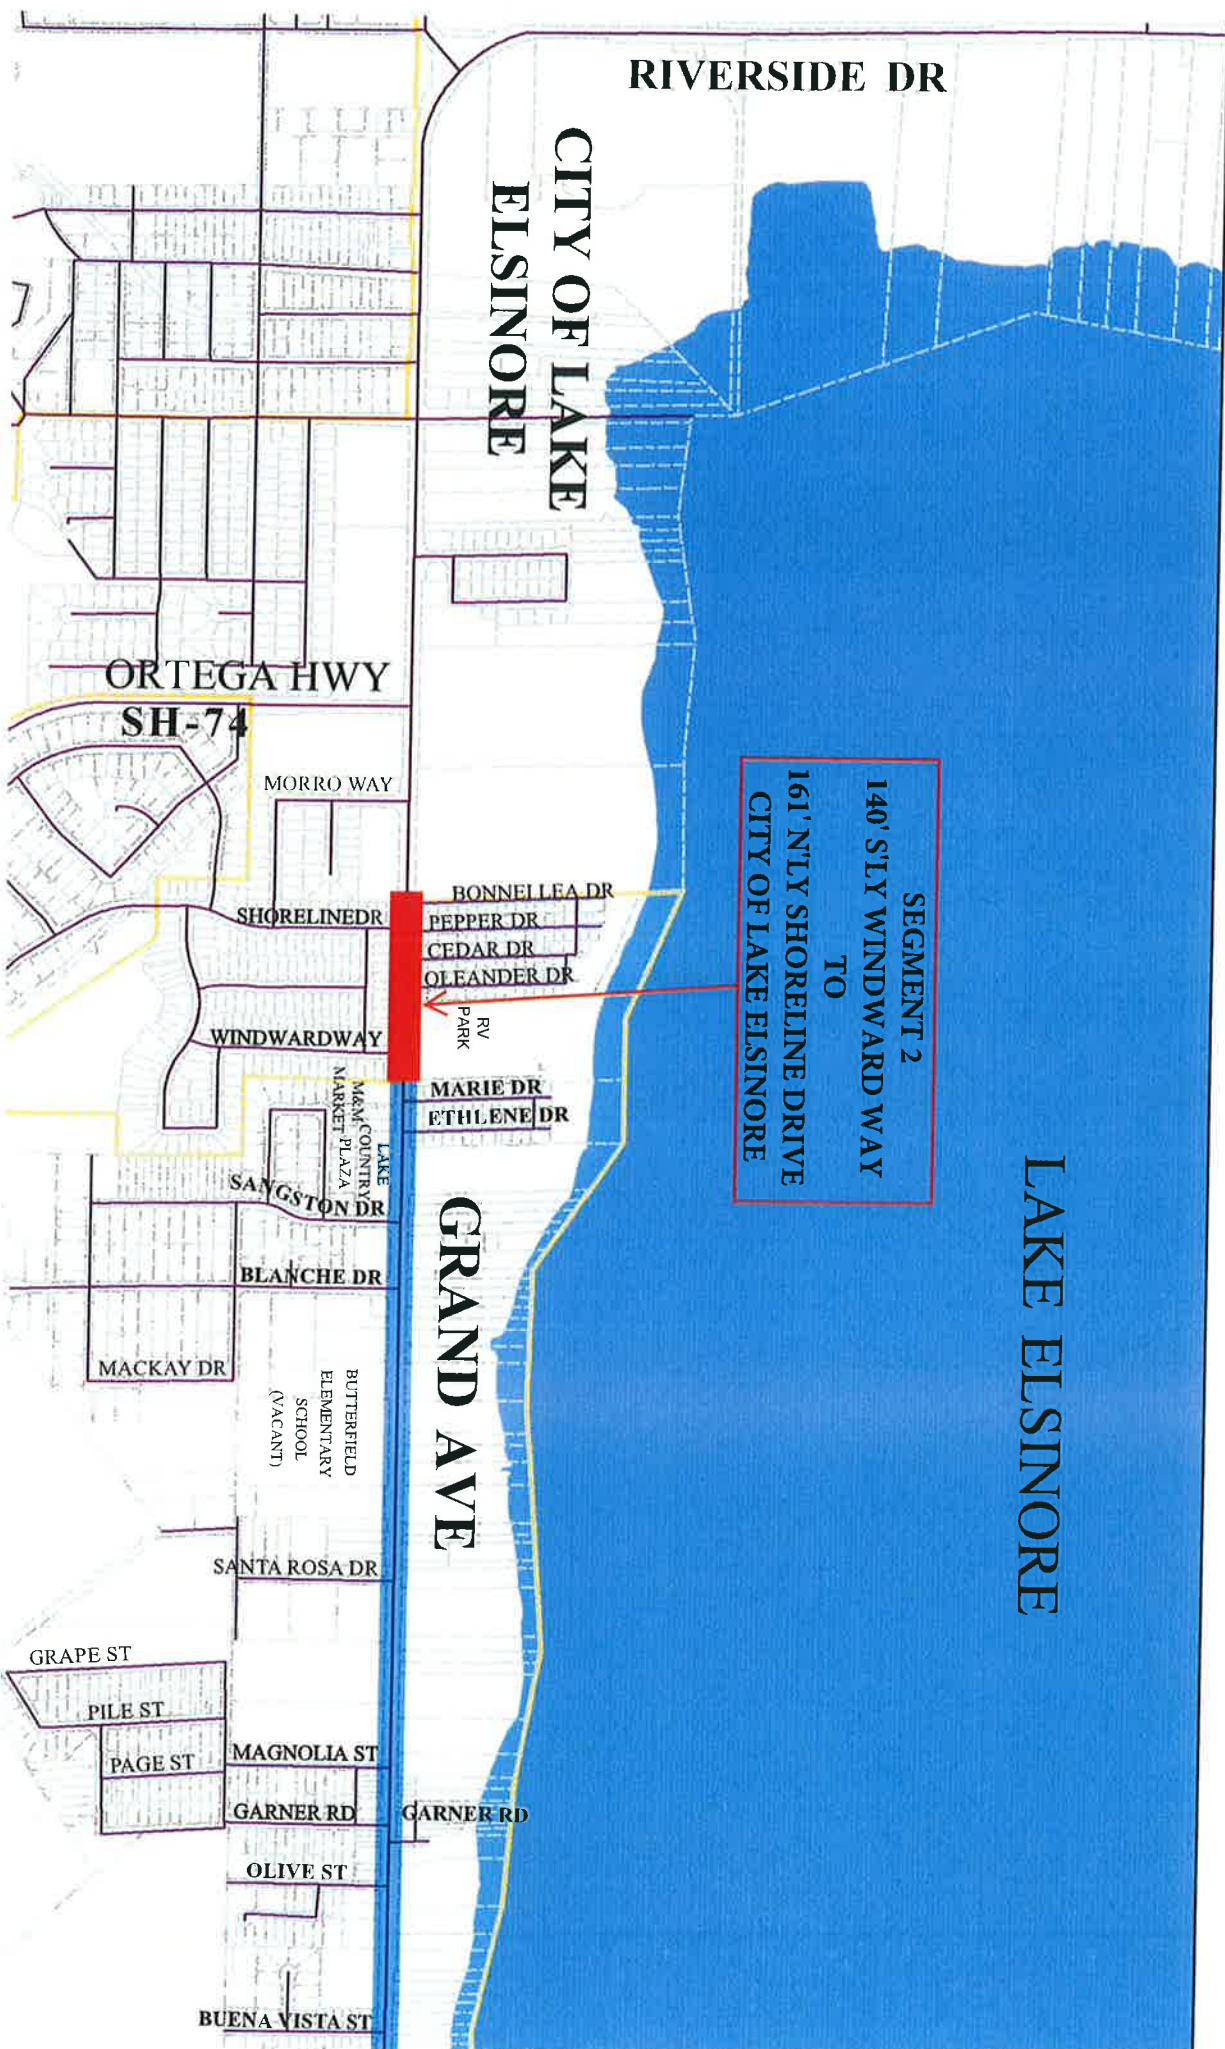 RIVERSIDE DR
CITY OF LAKE
ELSINORE
ORTEGA HWY
SH-74
MORRO WAY
SEGMENT 2
140' S'LY WINDWARD WAY
TO
161' N'LY SHORELINE DRIVE
CITY OF LAKE ELSINORE
LAKE ELSINORE
BONNELLEA DR
SHORELINEDR
PEPPER DR
CEDAR DR
OLEANDER DR
RV
PARK
WINDWARDWAY
MARIE DR
ETHLENE DR
LAKE
COUNTRY
PLAZA
M&M
MARKET
SANGSTON DR
GRAND AVE
BLANCHE DR
MACKAY DR
BUTTERFIELD
ELEMENTARY
SCHOOL
(VACANT)
SANTA ROSA DR
GRAPE ST
PILE ST
PAGE ST
MAGNOLIA ST
GARNER RD
GARNER RD
OLIVE ST
BUENA VISTA ST